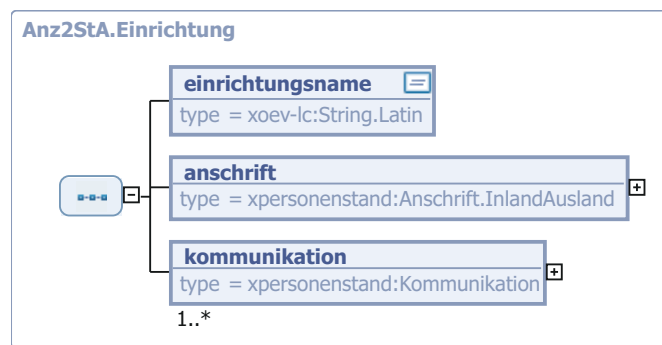 Anz2StA.Einrichtung
einrichtungsname
type = xoev-lc:String.Latin
anschrift
type = xpersonenstand:Anschrift.InlandAusland
kommunikation
type = xpersonenstand:Kommunikation
1..*